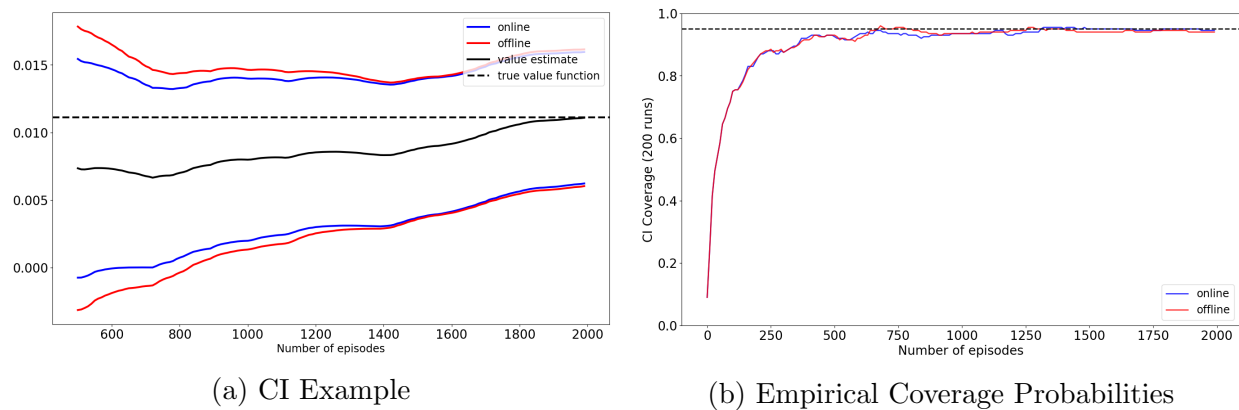 online
offline
value estimate
true value function
0.015
0.010
0.005
0.000
600 800 1000 1200 1400 1600 1800 2000
Number of episodes
(a) CI Example
CI Coverage (200 runs)
1.0
0.8
0.6
0.4
0.2
0.0
online
offline
0 250 500 750 1000 1250 1500 1750 2000
Number of episodes
(b) Empirical Coverage Probabilities